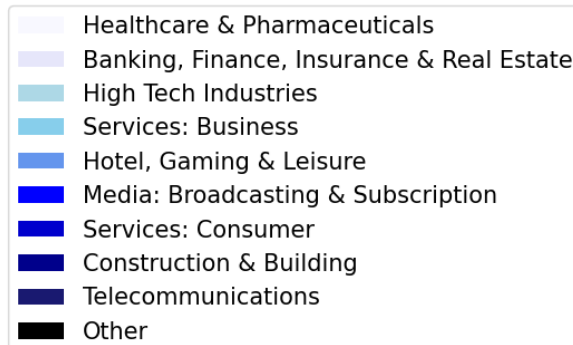 Healthcare & Pharmaceuticals
Banking, Finance, Insurance & Real Estate
High Tech Industries
Services: Business
Hotel, Gaming & Leisure
Media: Broadcasting & Subscription
Services: Consumer
Construction & Building
Telecommunications
Other